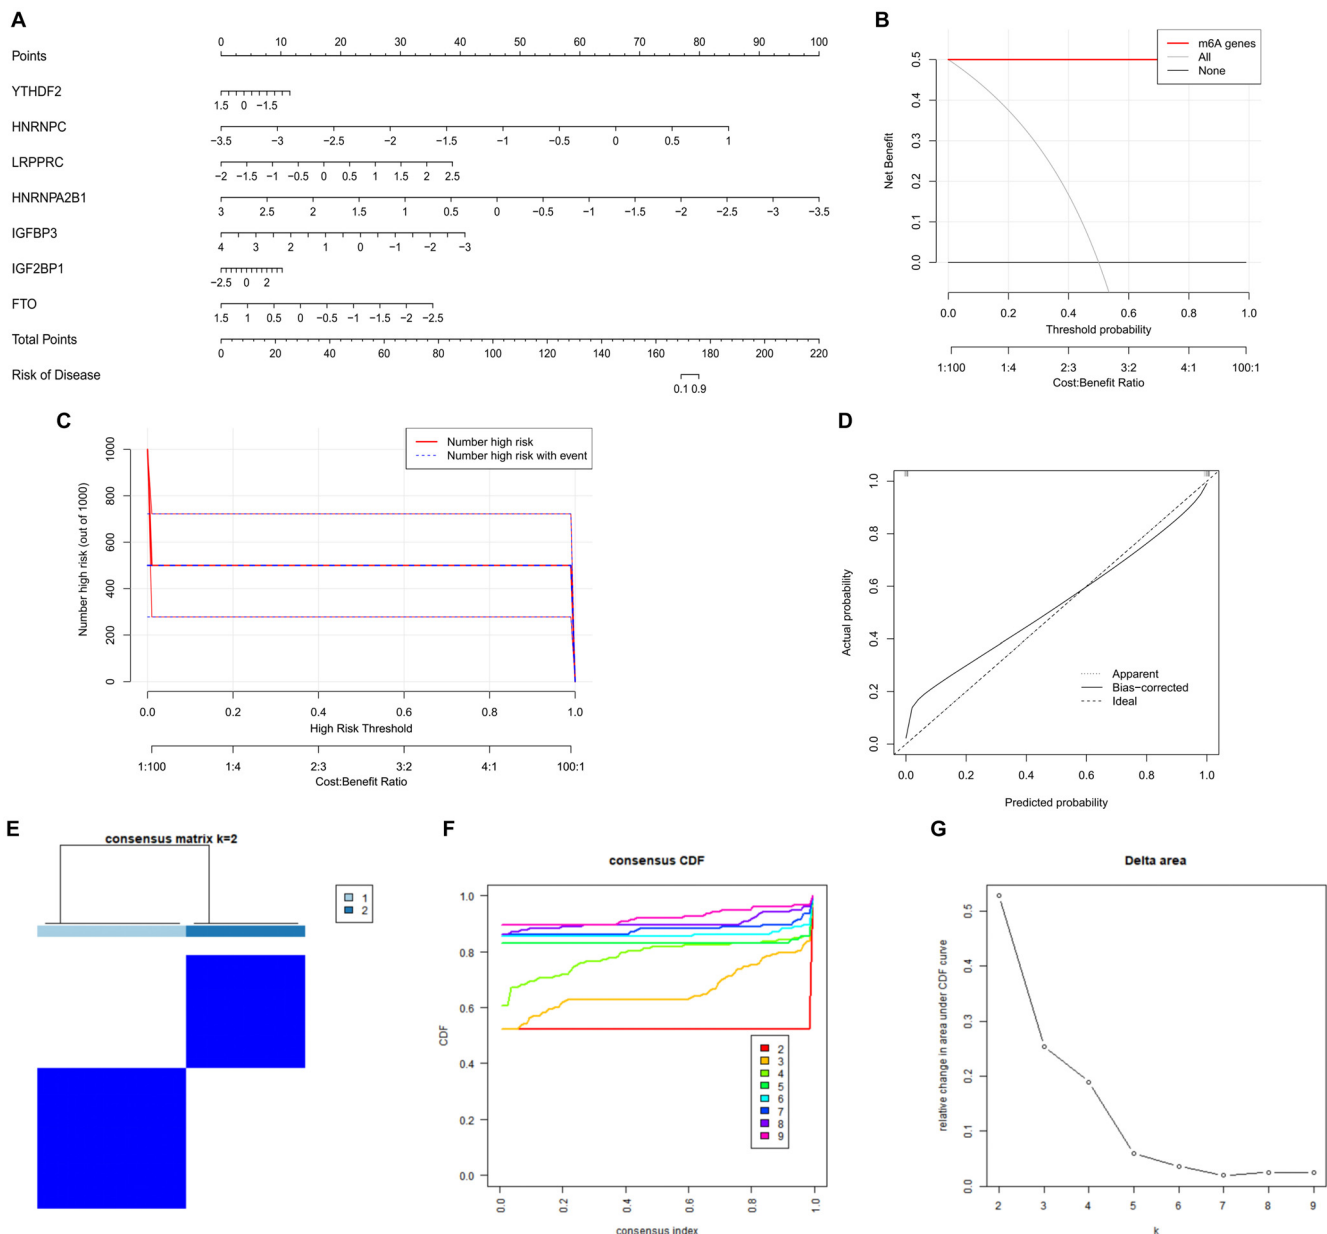 A
Points
0 10 20 30 40 50 60 70 80 90 100
YTHDF2
1.5 0 −1.5
HNRNPC
−3.5 −3 −2.5 −2 −1.5 −1 −0.5 0 0.5 1
LRPPRC
−2 −1.5 −1 −0.5 0 0.5 1 1.5 2 2.5
HNRNPA2B1
3 2.5 2 1.5 1 0.5 0 −0.5 −1 −1.5 −2 −2.5 −3 −3.5
IGFBP3
4 3 2 1 0 −1 −2 −3
IGF2BP1
−2.5 0 2
FTO
1.5 1 0.5 0 −0.5 −1 −1.5 −2 −2.5
Total Points
0 20 40 60 80 100 120 140 160 180 200 220
Risk of Disease
0.1 0.9
B
m6A genes
All
None
Net Benefit
0.5
0.4
0.3
0.2
0.1
0.0
0.0 0.2 0.4 0.6 0.8 1.0
Threshold probability
1:100 1:4 2:3 3:2 4:1 100:1
Cost:Benefit Ratio
C
Number high risk
Number high risk with event
Number high risk (out of 1000)
1000
800
600
400
200
0
0.0 0.2 0.4 0.6 0.8 1.0
High Risk Threshold
1:100 1:4 2:3 3:2 4:1 100:1
Cost:Benefit Ratio
D
Actual probability
1.0
0.8
0.6
0.4
0.2
0.0
Apparent
Bias−corrected
Ideal
0.0 0.2 0.4 0.6 0.8 1.0
Predicted probability
E
consensus matrix k=2
1
2
F
consensus CDF
CDF
1.0
0.8
0.6
0.4
0.2
0.0
2
3
4
5
6
7
8
9
0.0 0.2 0.4 0.6 0.8 1.0
consensus index
G
Delta area
relative change in area under CDF curve
0.5
0.4
0.3
0.2
0.1
0.0
2 3 4 5 6 7 8 9
k